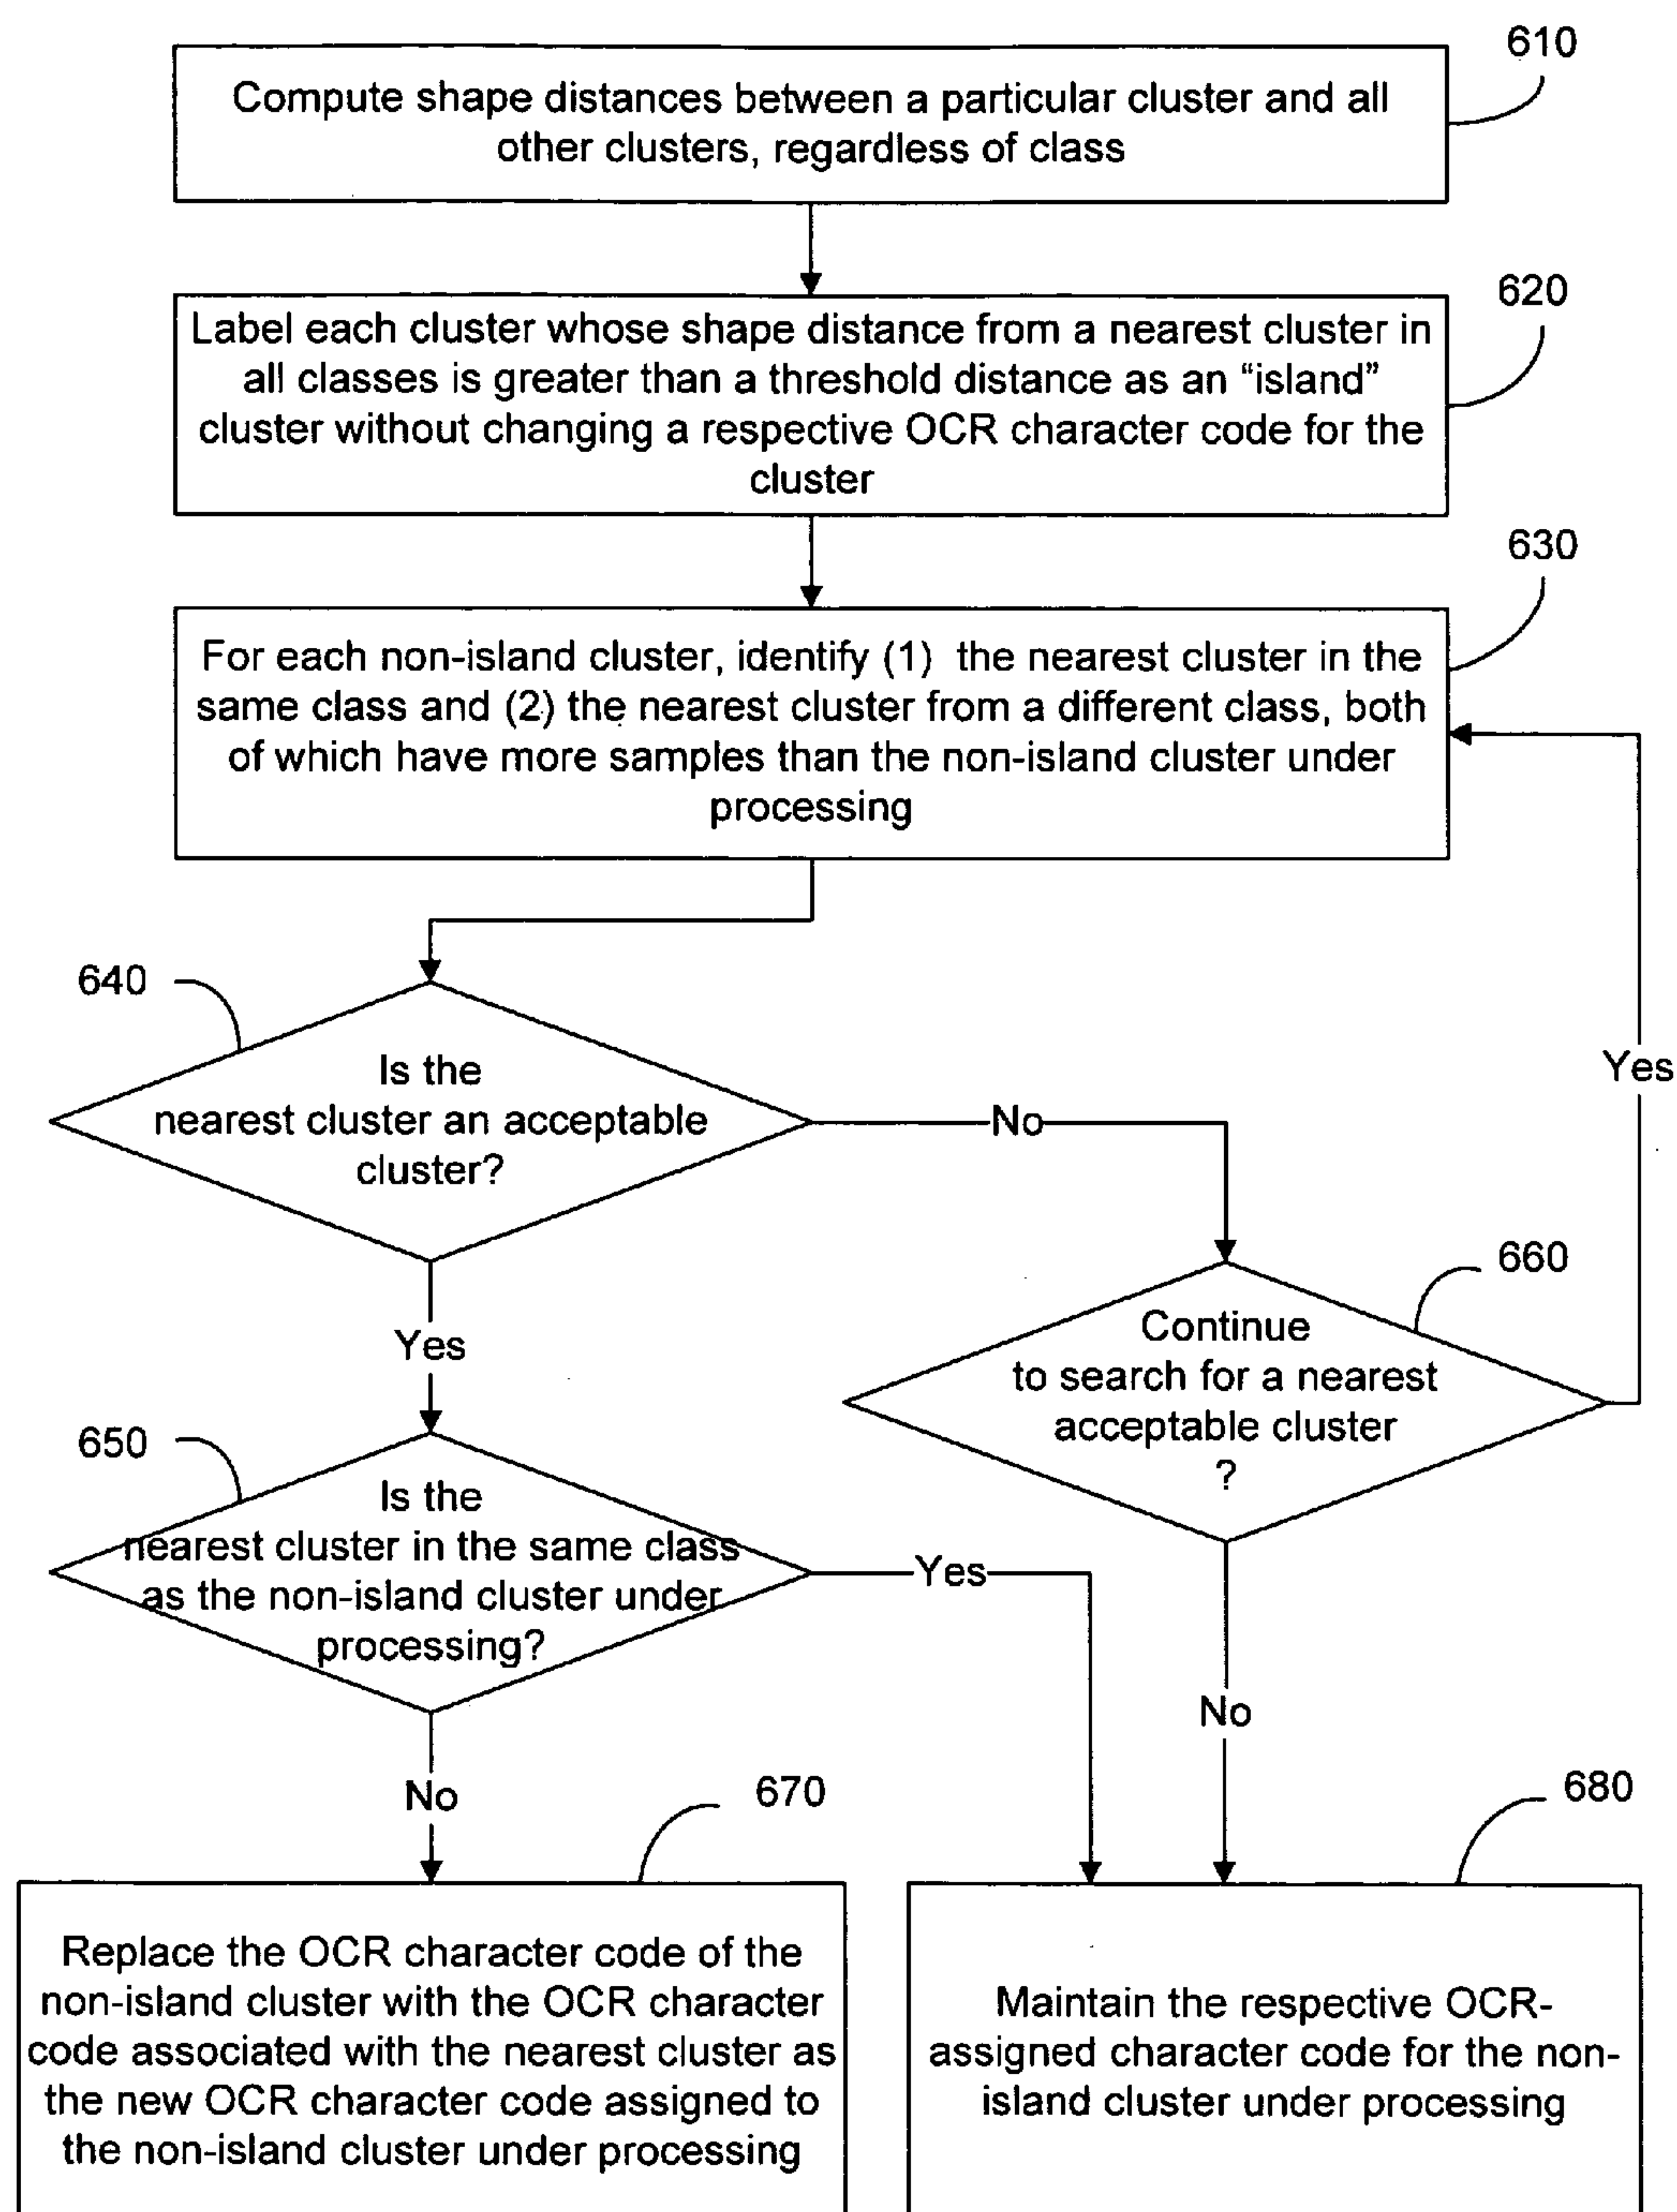 610
Compute shape distances between a particular cluster and all
other clusters, regardless of class
620
Label each cluster whose shape distance from a nearest cluster in
all classes is greater than a threshold distance as an “island”
cluster without changing a respective OCR character code for the
cluster
630
For each non-island cluster, identify (1) the nearest cluster in the
same class and (2) the nearest cluster from a different class, both
of which have more samples than the non-island cluster under
processing
640
Is the
nearest cluster an acceptable
cluster?
No
Yes
Yes
660
Continue
to search for a nearest
acceptable cluster
?
650
Is the
nearest cluster in the same class
as the non-island cluster under
processing?
Yes
No
No
670
680
Replace the OCR character code of the
non-island cluster with the OCR character
code associated with the nearest cluster as
the new OCR character code assigned to
the non-island cluster under processing
Maintain the respective OCR-
assigned character code for the non-
island cluster under processing